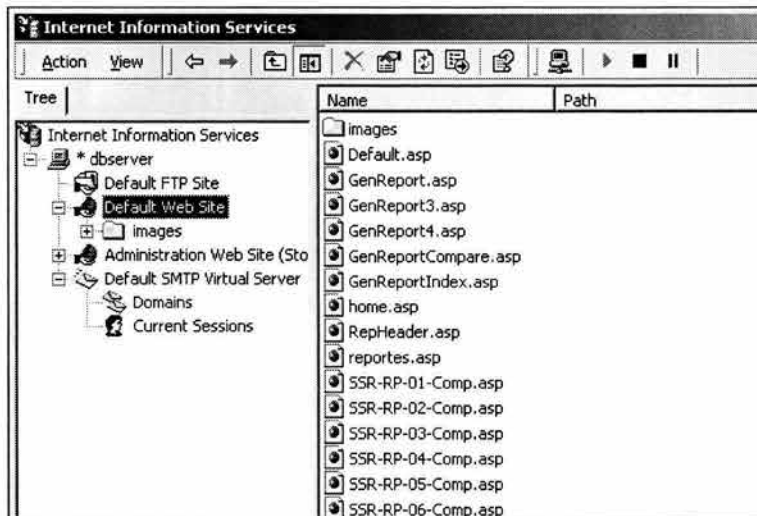 Internet Information Services
Action View
Tree
Internet Information Services
* dbserver
Default FTP Site
Default Web Site
images
Administration Web Site (Sto
Default SMTP Virtual Server
Domains
Current Sessions
Name Path
images
Default.asp
GenReport.asp
GenReport3.asp
GenReport4.asp
GenReportCompare.asp
GenReportIndex.asp
home.asp
RepHeader.asp
reportes.asp
SSR-RP-01-Comp.asp
SSR-RP-02-Comp.asp
SSR-RP-03-Comp.asp
SSR-RP-04-Comp.asp
SSR-RP-05-Comp.asp
SSR-RP-06-Comp.asp